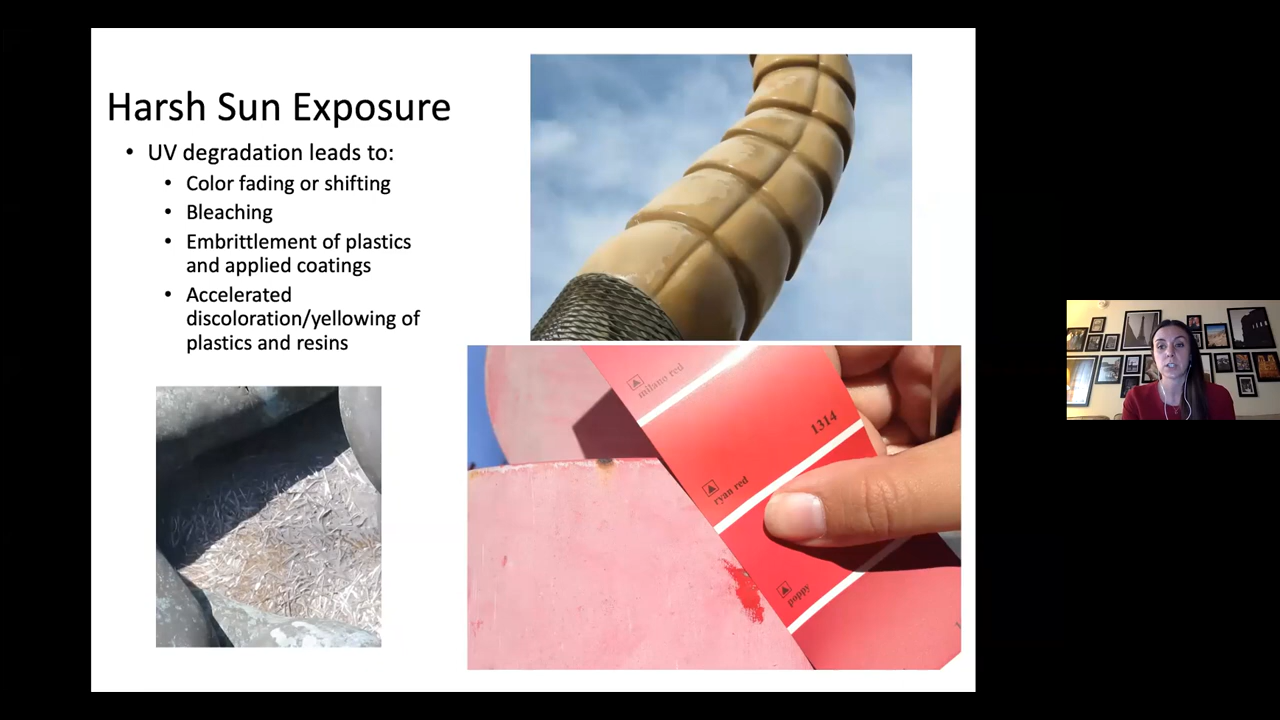 Harsh Sun Exposure
• UV degradation leads to:
• Color fading or shifting
• Bleaching
• Embrittlement of plastics
and applied coatings
• Accelerated
discoloration/yellowing of
plastics and resins
milano red
1314
ryan red
poppy